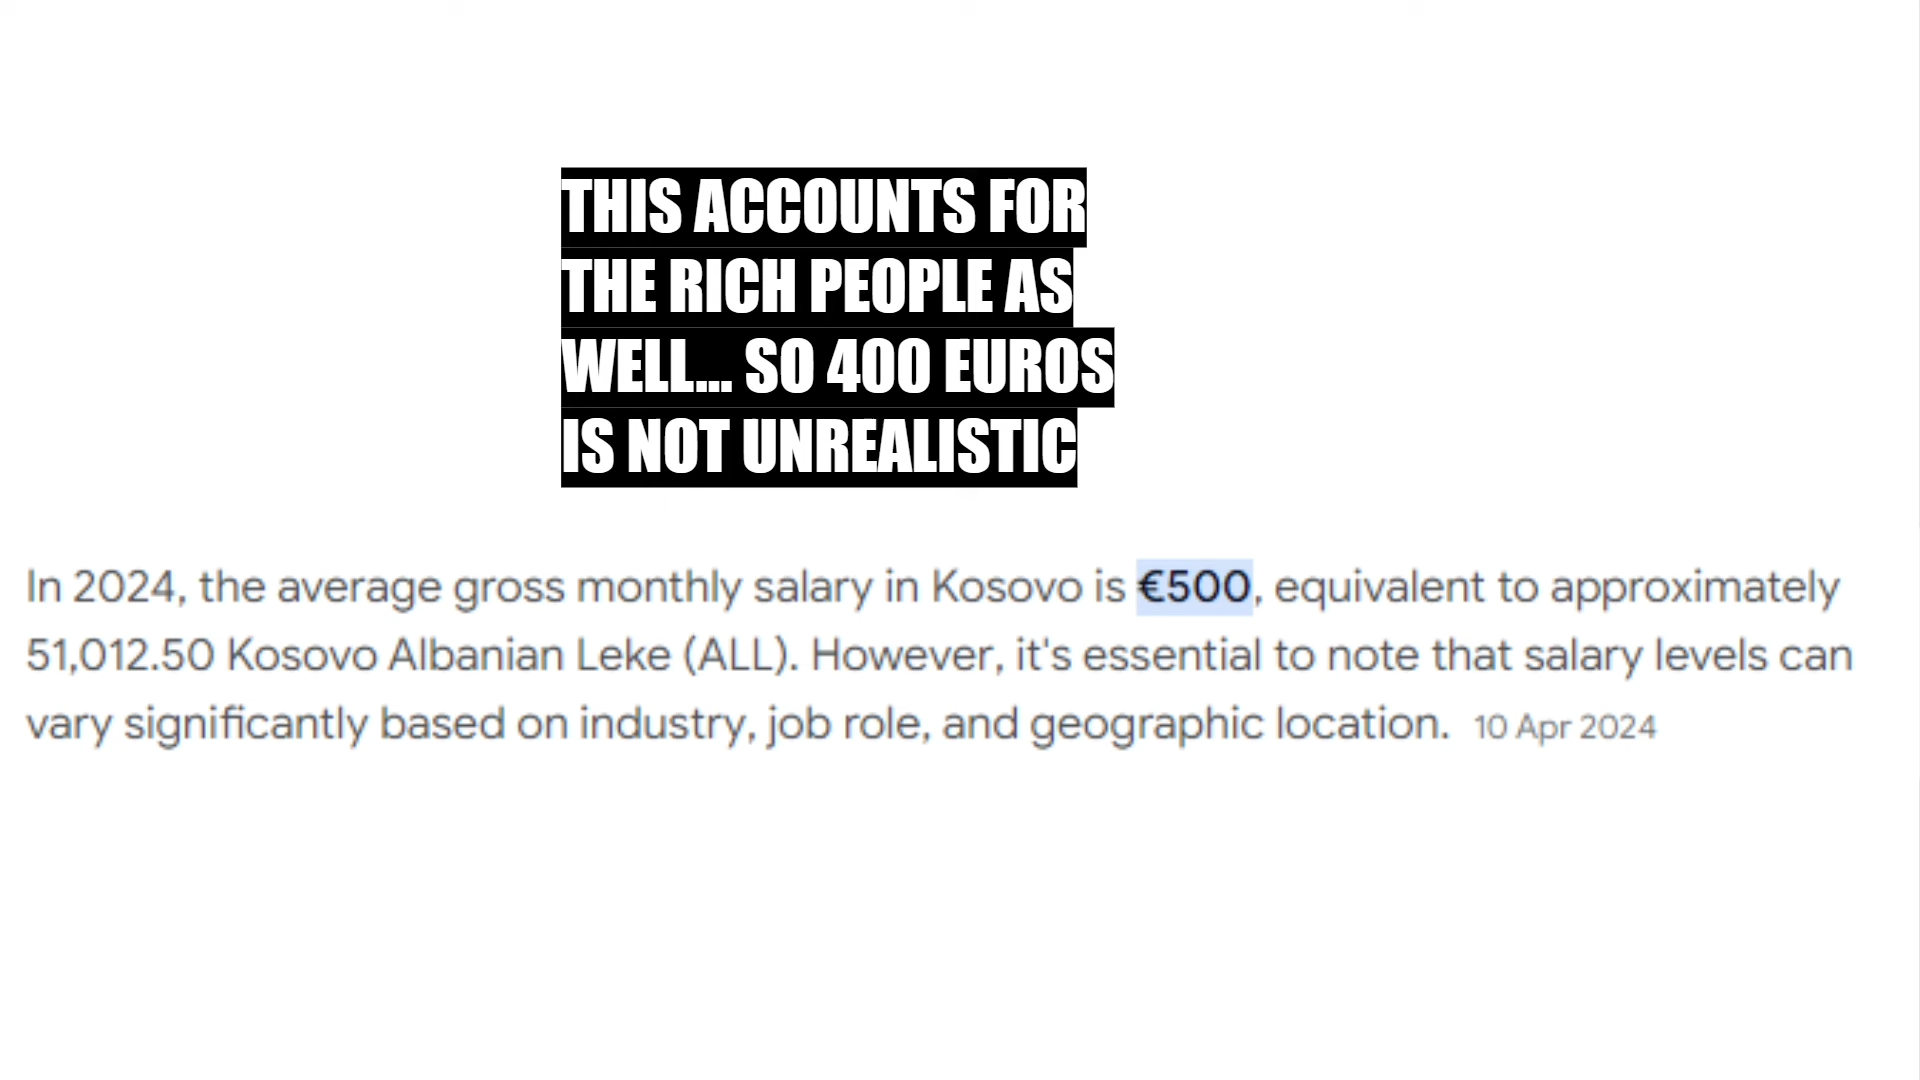 THIS ACCOUNTS FOR
THE RICH PEOPLE AS
WELL... SO 400 EUROS
IS NOT UNREALISTIC
In 2024, the average gross monthly salary in Kosovo is €500, equivalent to approximately
51,012.50 Kosovo Albanian Leke (ALL). However, it's essential to note that salary levels can
vary significantly based on industry, job role, and geographic location. 10 Apr 2024